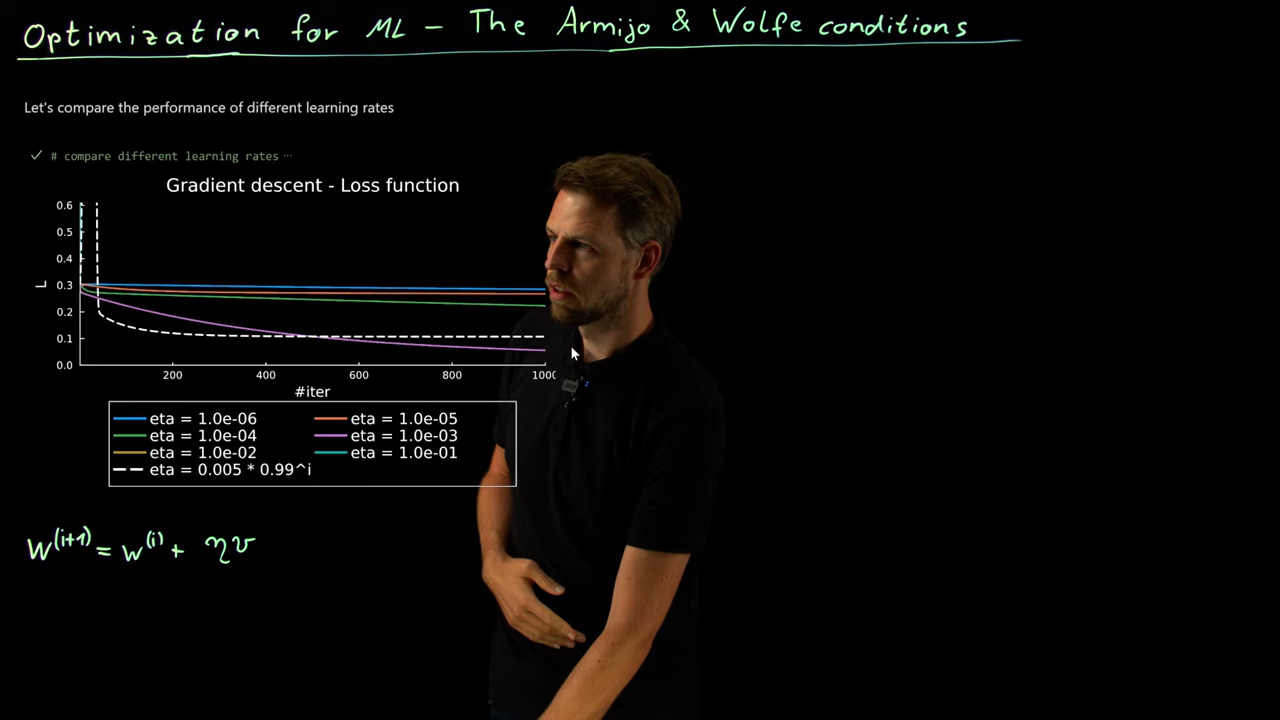 Optimization for ML - The Armijo & Wolfe conditions
Let's compare the performance of different learning rates
✓ # compare different learning rates ...
Gradient descent - Loss function
0.6
0.5
0.4
0.3
0.2
0.1
0.0
L
200 400 600 800 1000
#iter
eta = 1.0e-06 eta = 1.0e-05
eta = 1.0e-04 eta = 1.0e-03
eta = 1.0e-02 eta = 1.0e-01
eta = 0.005 * 0.99^i
w^(i+1) = w^(i) + ηv